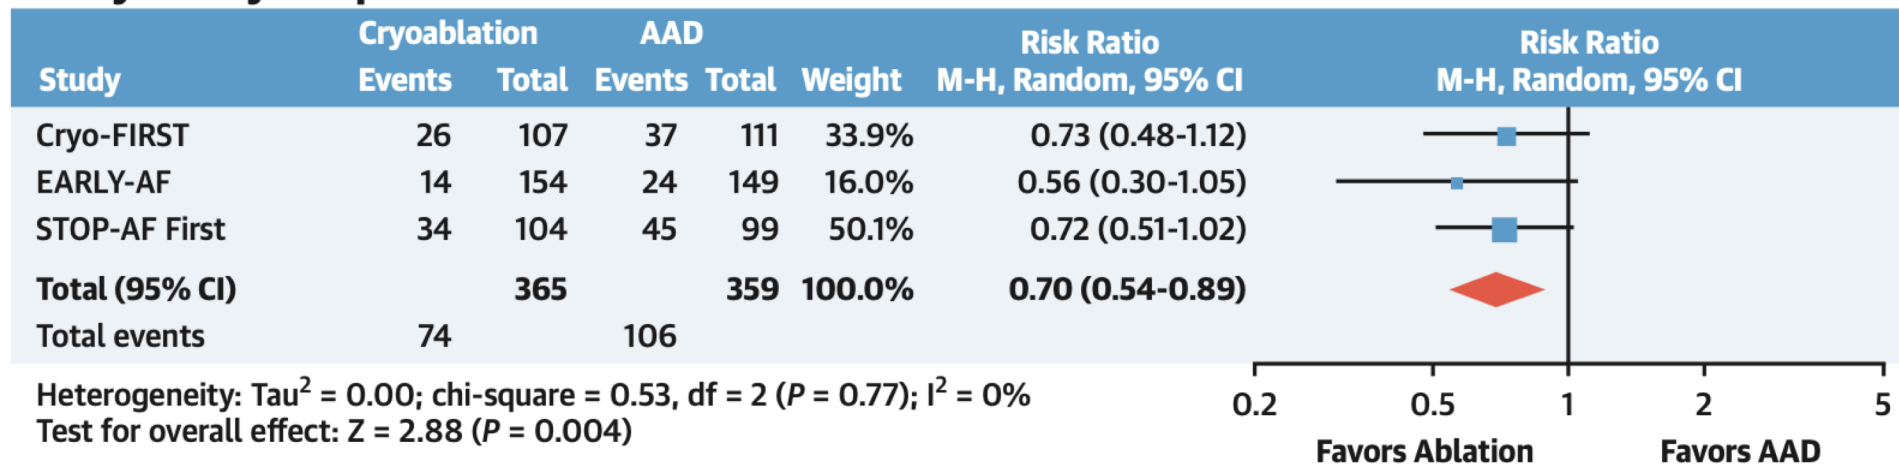 Cryoablation AAD Risk Ratio Risk Ratio
Study Events Total Events Total Weight M-H, Random, 95% CI M-H, Random, 95% CI
Cryo-FIRST 26 107 37 111 33.9% 0.73 (0.48-1.12)
EARLY-AF 14 154 24 149 16.0% 0.56 (0.30-1.05)
STOP-AF First 34 104 45 99 50.1% 0.72 (0.51-1.02)
Total (95% CI) 365 359 100.0% 0.70 (0.54-0.89)
Total events 74 106
Heterogeneity: Tau² = 0.00; chi-square = 0.53, df = 2 (P = 0.77); I² = 0%
Test for overall effect: Z = 2.88 (P = 0.004)
0.2 0.5 1 2 5
Favors Ablation Favors AAD